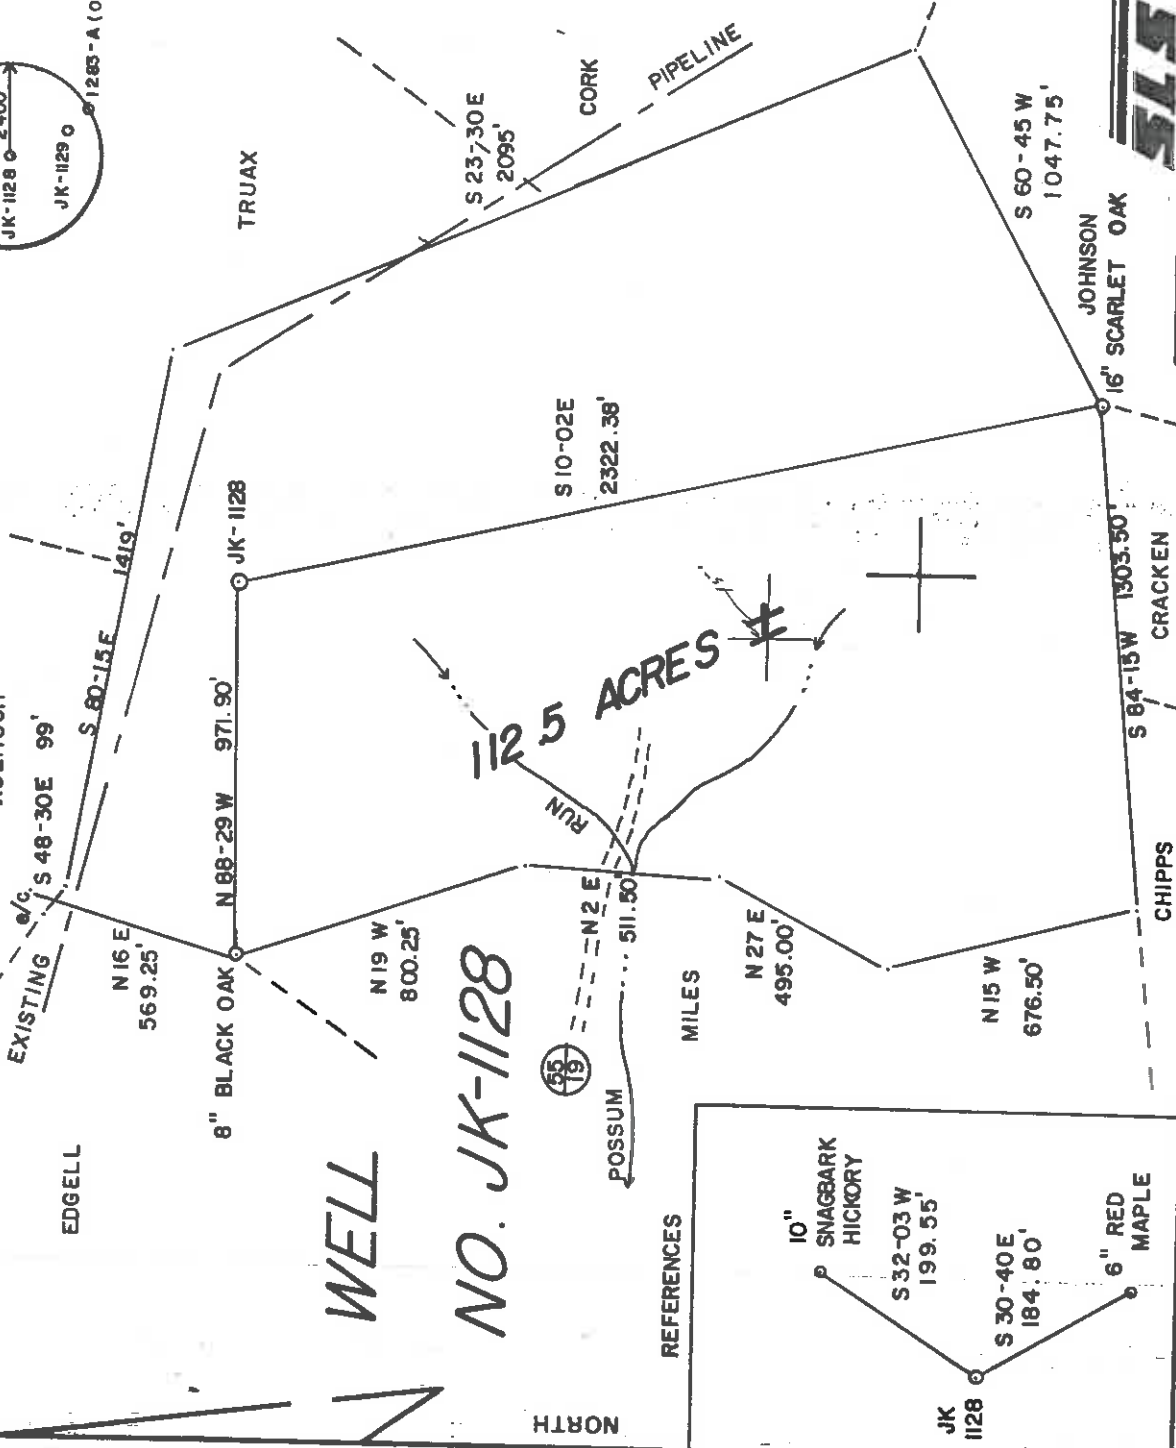 JK-1128
JK-1129
1283-A
TRUAX
S 23-30E
2095'
CORK
PIPELINE
S 60-45 W
1047.75'
JOHNSON
16" SCARLET OAK
S 10-02E
2322.38'
JK-1128
1419'
S 80-15E
S 48-30E 99'
N 88-29 W 971.90'
112.5 ACRES ±
RUN
S 84-15W 1303.50'
CRACKEN
CHIPPS
EXISTING
N 16 E
569.25'
8" BLACK OAK
N 19 W
800.25'
N 2 E
511.50'
N 27 E
495.00'
MILES
N 15 W
676.50'
EDGELL
WELL
NO. JK-1128
55
19
POSSUM
REFERENCES
10"
SNAGBARK
HICKORY
S 32-03 W
199.55'
S 30-40E
184.80'
6" RED
MAPLE
JK
1128
NORTH